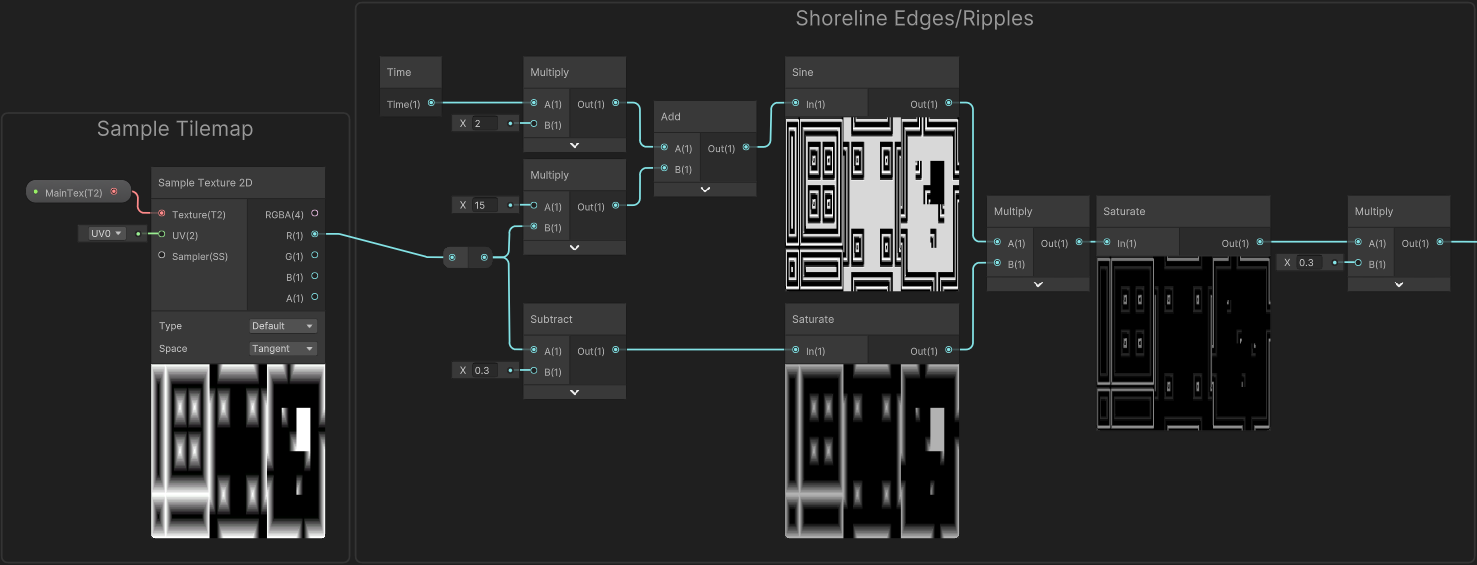 Shoreline Edges/Ripples
Sample Tilemap
MainTex(T2)
UV0
Sample Texture 2D
Texture(T2)
RGBA(4)
UV(2)
R(1)
Sampler(SS)
G(1)
B(1)
A(1)
Type
Default
Space
Tangent
Time
Time(1)
Multiply
A(1)
Out(1)
X 2
B(1)
Multiply
X 15
A(1)
Out(1)
B(1)
Add
A(1)
Out(1)
B(1)
Subtract
A(1)
Out(1)
X 0.3
B(1)
Sine
In(1)
Out(1)
Saturate
In(1)
Out(1)
Multiply
A(1)
Out(1)
B(1)
Saturate
In(1)
Out(1)
Multiply
A(1)
Out(1)
X 0.3
B(1)